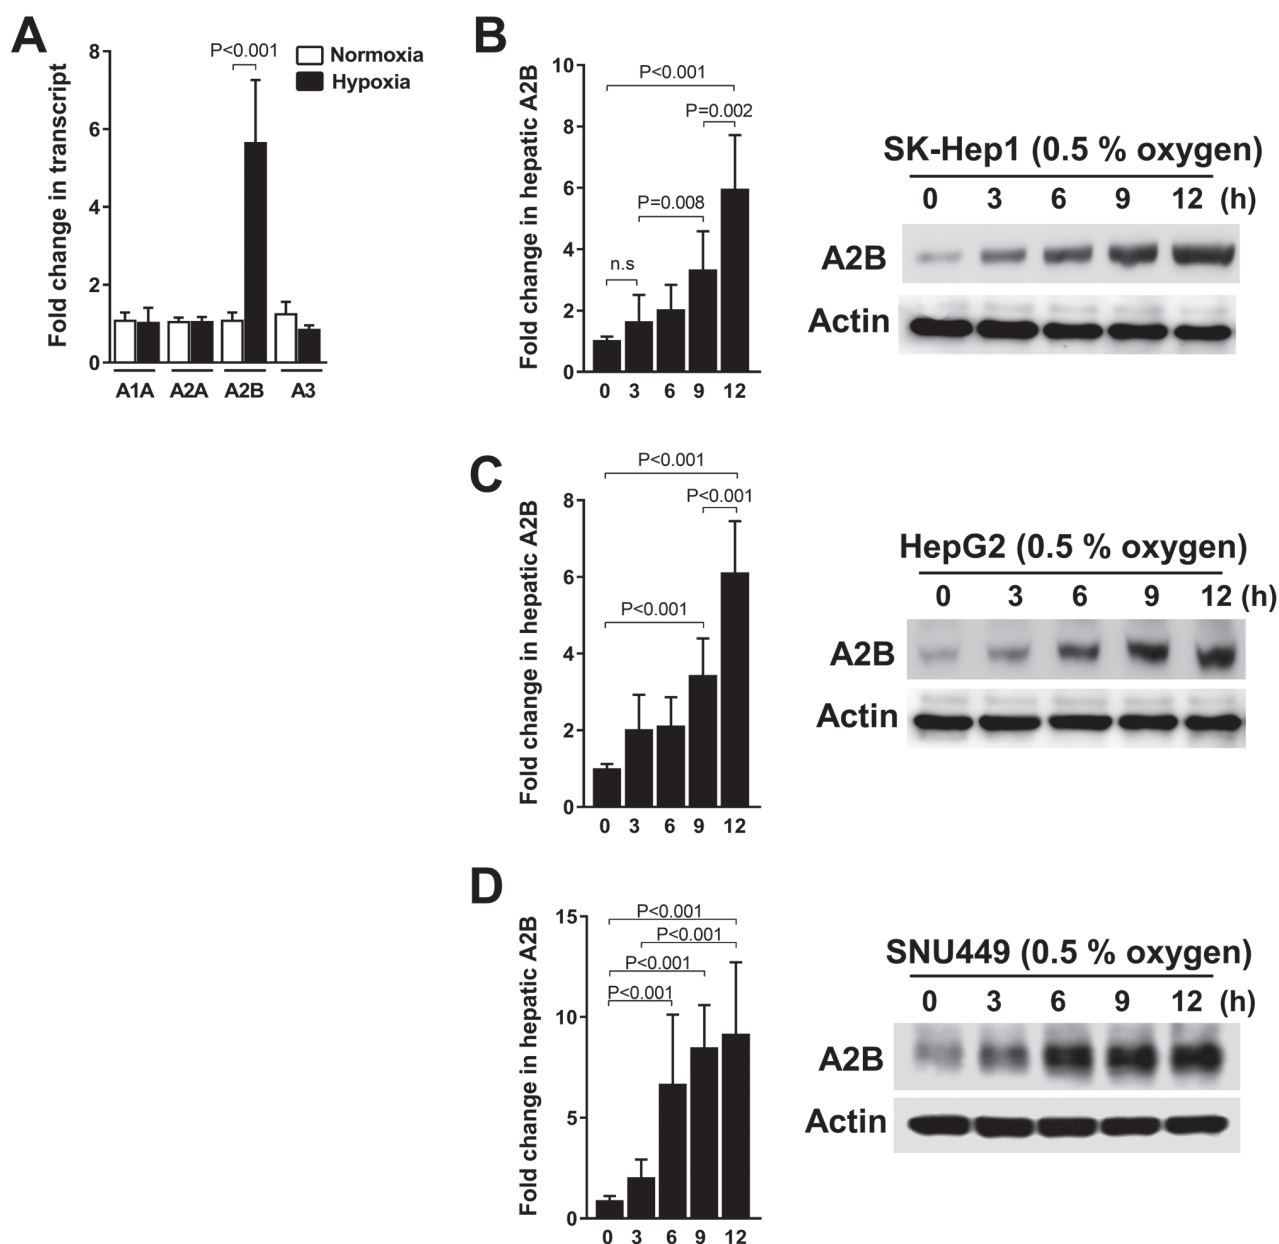 A
Fold change in transcript
8
6
4
2
0
P<0.001
Normoxia
Hypoxia
A1A A2A A2B A3
B
Fold change in hepatic A2B
10
8
6
4
2
0
P<0.001
P=0.002
P=0.008
n.s
0 3 6 9 12
SK-Hep1 (0.5 % oxygen)
0 3 6 9 12 (h)
A2B
Actin
C
Fold change in hepatic A2B
8
6
4
2
0
P<0.001
P<0.001
P<0.001
0 3 6 9 12
HepG2 (0.5 % oxygen)
0 3 6 9 12 (h)
A2B
Actin
D
Fold change in hepatic A2B
15
10
5
0
P<0.001
P<0.001
P<0.001
P<0.001
0 3 6 9 12
SNU449 (0.5 % oxygen)
0 3 6 9 12 (h)
A2B
Actin